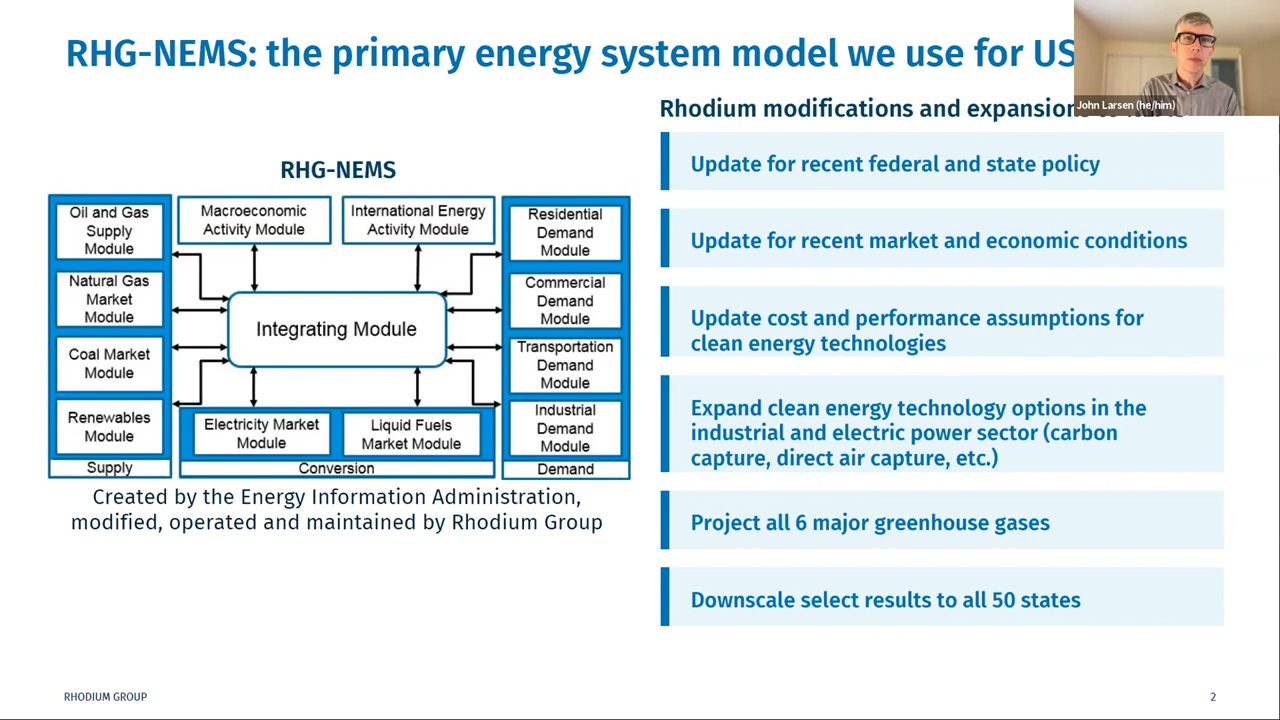 RHG-NEMS: the primary energy system model we use for US
John Larsen (he/him)
Rhodium modifications and expansions
RHG-NEMS
Oil and Gas
Supply
Module
Natural Gas
Market
Module
Coal Market
Module
Renewables
Module
Supply
Macroeconomic
Activity Module
International Energy
Activity Module
Integrating Module
Electricity Market
Module
Liquid Fuels
Market Module
Conversion
Residential
Demand
Module
Commercial
Demand
Module
Transportation
Demand
Module
Industrial
Demand
Module
Demand
Created by the Energy Information Administration,
modified, operated and maintained by Rhodium Group
Update for recent federal and state policy
Update for recent market and economic conditions
Update cost and performance assumptions for
clean energy technologies
Expand clean energy technology options in the
industrial and electric power sector (carbon
capture, direct air capture, etc.)
Project all 6 major greenhouse gases
Downscale select results to all 50 states
RHODIUM GROUP
2